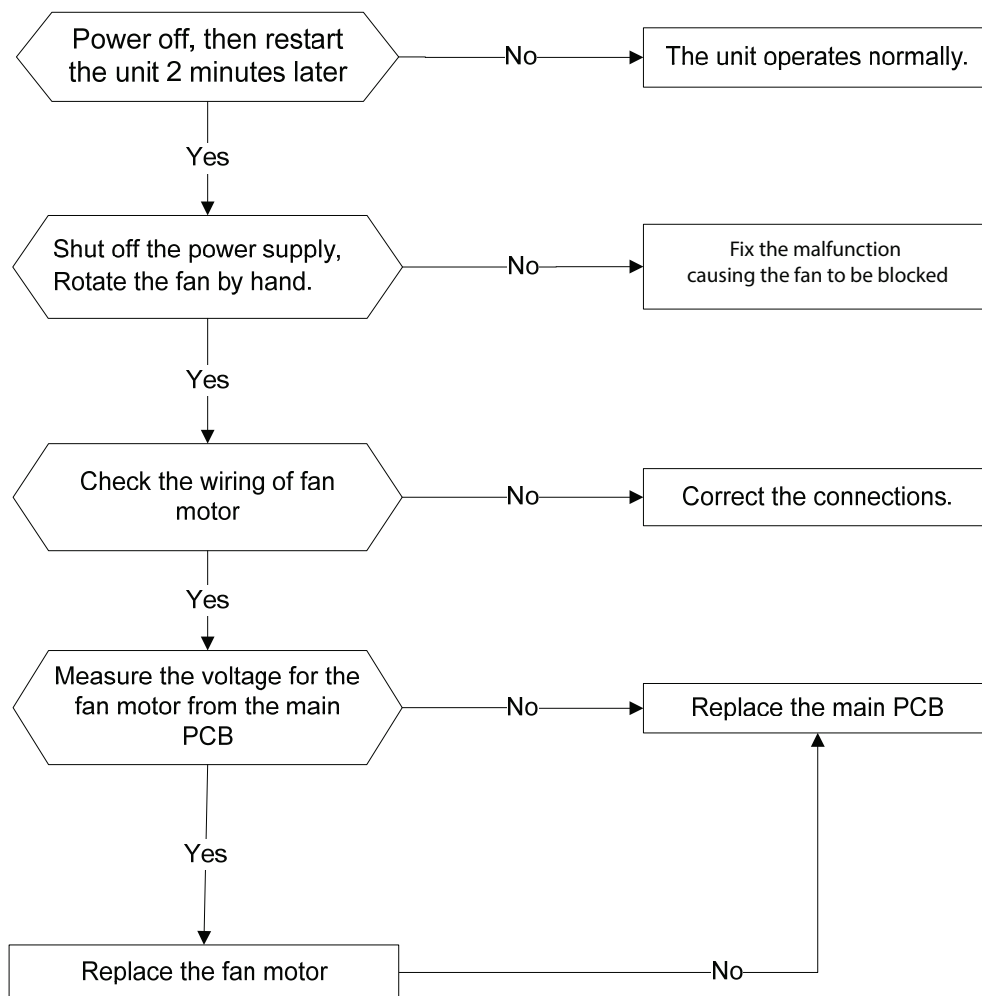 Power off, then restart
the unit 2 minutes later
No
The unit operates normally.
Yes
Shut off the power supply,
Rotate the fan by hand.
No
Fix the malfunction
causing the fan to be blocked
Yes
Check the wiring of fan
motor
No
Correct the connections.
Yes
Measure the voltage for the
fan motor from the main
PCB
No
Replace the main PCB
Yes
Replace the fan motor
No